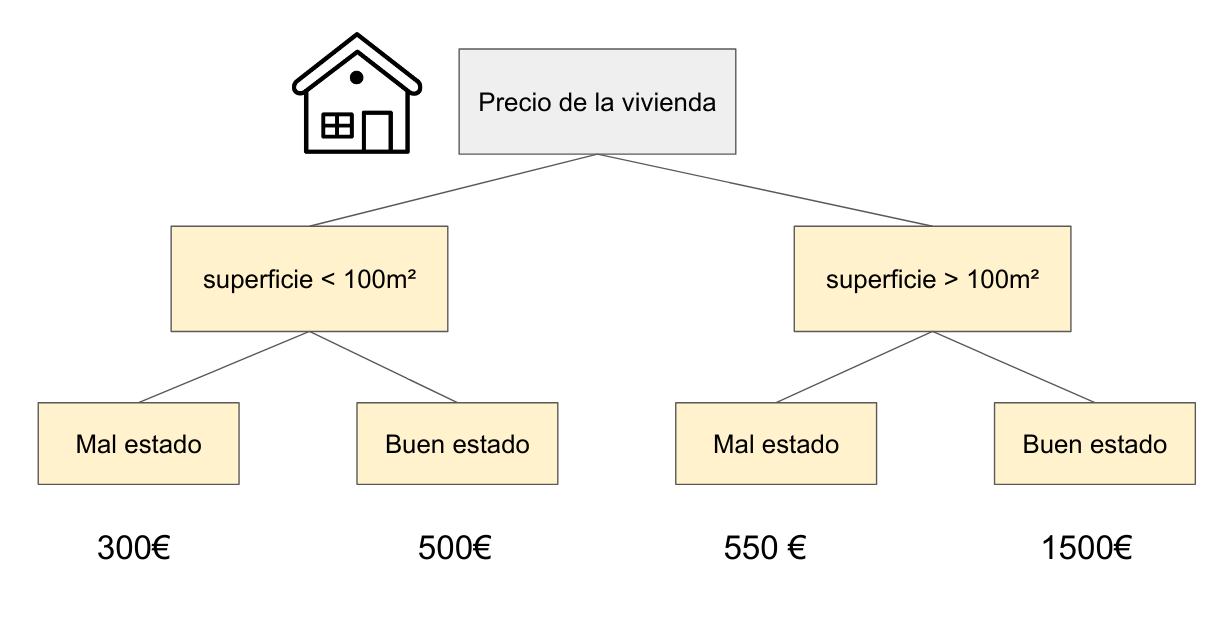 Precio de la vivienda
superficie < 100m²
superficie > 100m²
Mal estado
Buen estado
Mal estado
Buen estado
300€
500€
550 €
1500€